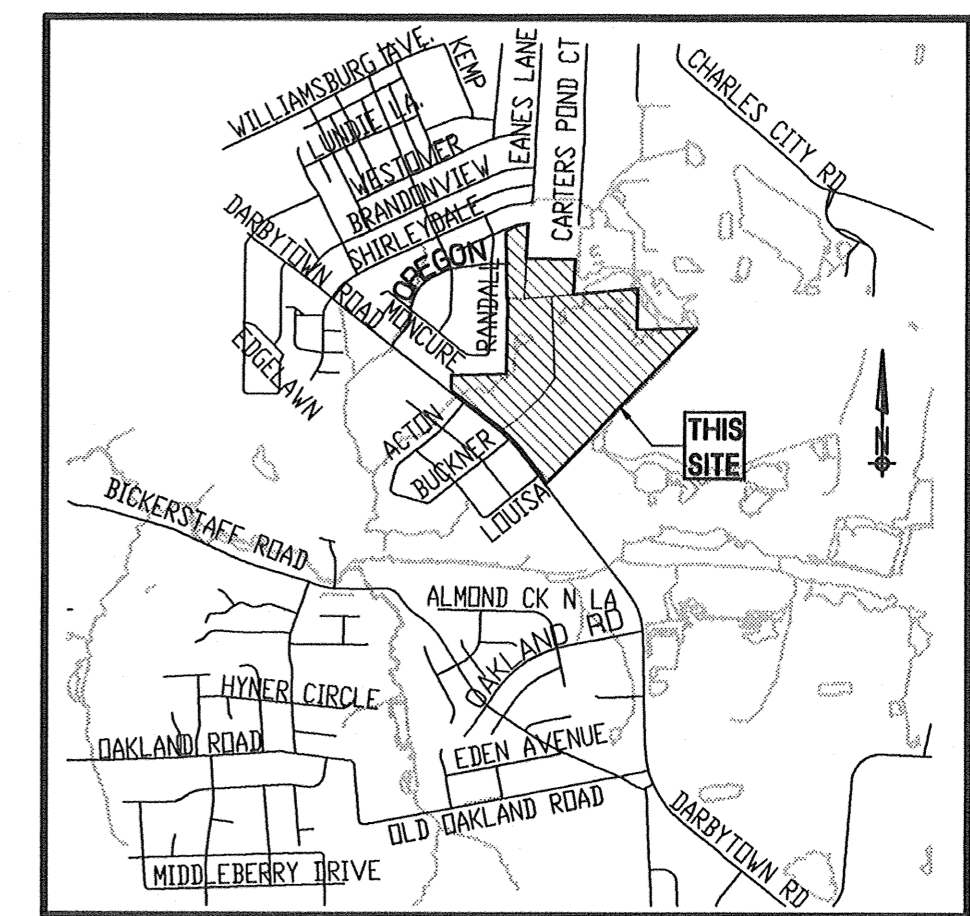 WILLIAMSBURG AVE.
KEMP
EANES LANE
CARTERS POND CT
CHARLES CITY RD
LUNDIE LA.
WESTOVER
BRANDONVIEW
SHIRLEYDALE
DARBYTOWN ROAD
OREGON
MONCURE
RANDALL
EDGELAWN
ACTON
BUCKNER
LOUISA
THIS
SITE
N
BICKERSTAFF ROAD
ALMOND CK N LA
OAKLAND RD
HYNER CIRCLE
OAKLAND ROAD
EDEN AVENUE
OLD OAKLAND ROAD
DARBYTOWN RD
MIDDLEBERRY DRIVE